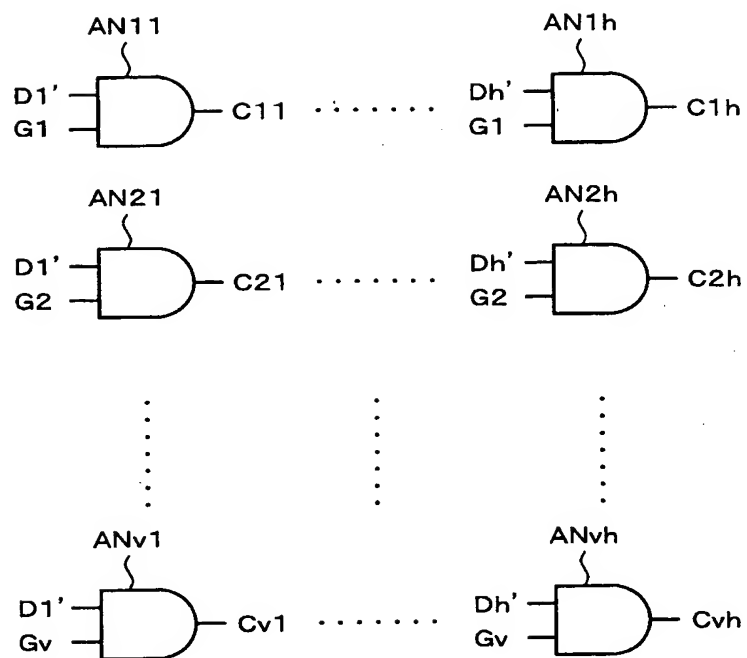 AN11 AN1h
D1' Dh'
G1 C11 G1 C1h
AN21 AN2h
D1' Dh'
G2 C21 G2 C2h
ANv1 ANvh
D1' Dh'
Gv Cv1 Gv Cvh